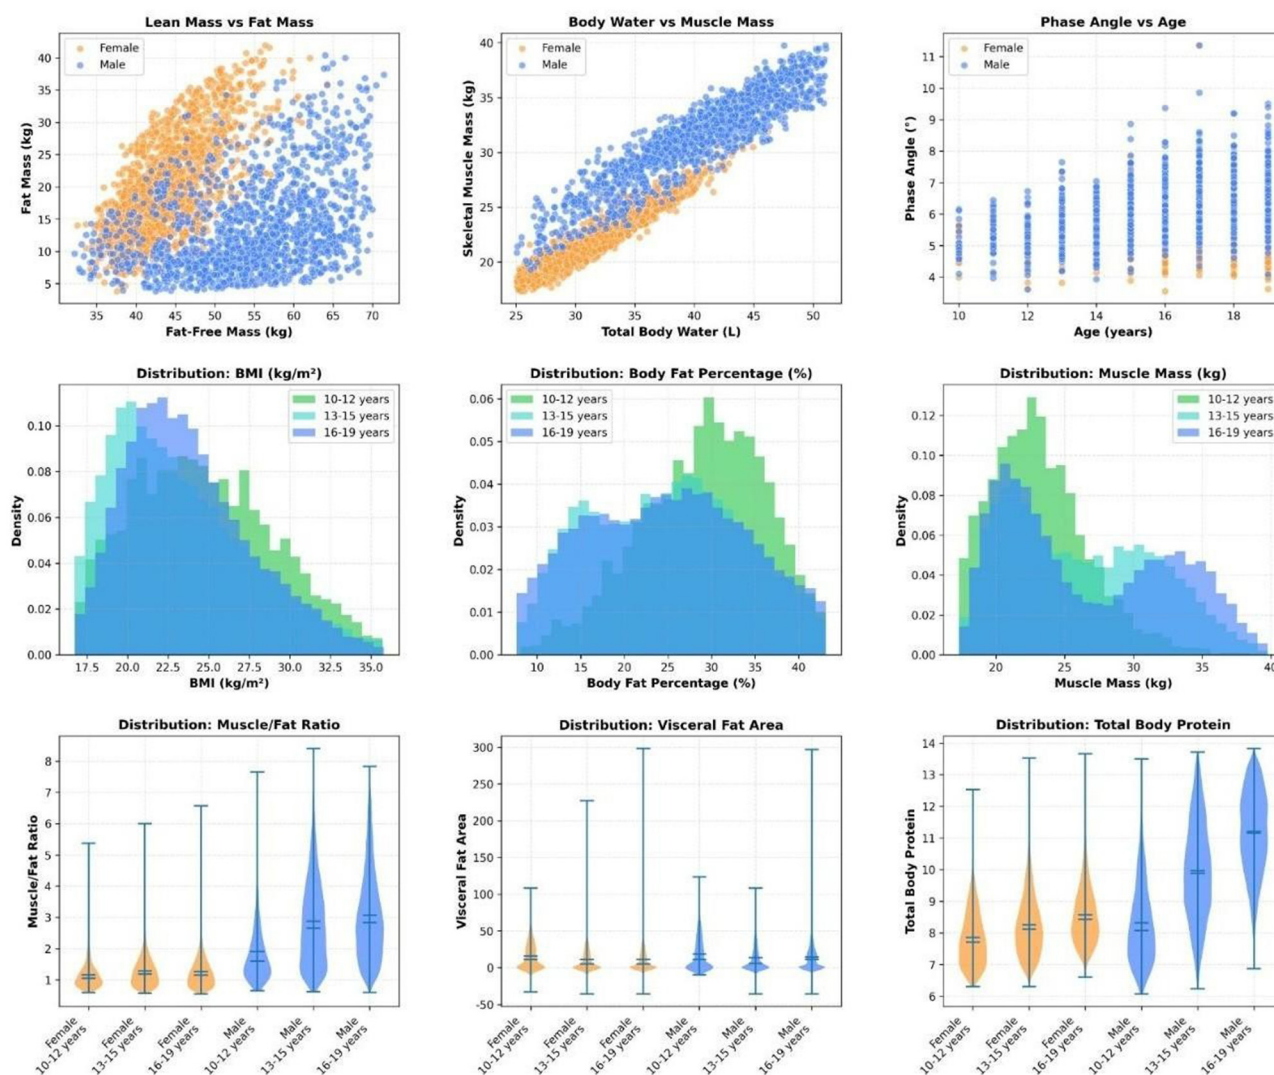 Lean Mass vs Fat Mass
Female
Male
40
35
30
25
20
15
10
5
Fat Mass (kg)
35 40 45 50 55 60 65 70
Fat-Free Mass (kg)
Body Water vs Muscle Mass
Female
Male
40
35
30
25
20
Skeletal Muscle Mass (kg)
25 30 35 40 45 50
Total Body Water (L)
Phase Angle vs Age
Female
Male
11
10
9
8
7
6
5
4
Phase Angle (°)
10 12 14 16 18
Age (years)
Distribution: BMI (kg/m²)
10-12 years
13-15 years
16-19 years
0.10
0.08
0.06
0.04
0.02
0.00
Density
17.5 20.0 22.5 25.0 27.5 30.0 32.5 35.0
BMI (kg/m²)
Distribution: Body Fat Percentage (%)
10-12 years
13-15 years
16-19 years
0.06
0.05
0.04
0.03
0.02
0.01
0.00
Density
10 15 20 25 30 35 40
Body Fat Percentage (%)
Distribution: Muscle Mass (kg)
10-12 years
13-15 years
16-19 years
0.12
0.10
0.08
0.06
0.04
0.02
0.00
Density
20 25 30 35 40
Muscle Mass (kg)
Distribution: Muscle/Fat Ratio
8
7
6
5
4
3
2
1
Muscle/Fat Ratio
Female
10-12 years
Female
13-15 years
Female
16-19 years
Male
10-12 years
Male
13-15 years
Male
16-19 years
Distribution: Visceral Fat Area
300
250
200
150
100
50
0
-50
Visceral Fat Area
Female
10-12 years
Female
13-15 years
Female
16-19 years
Male
10-12 years
Male
13-15 years
Male
16-19 years
Distribution: Total Body Protein
14
13
12
11
10
9
8
7
6
Total Body Protein
Female
10-12 years
Female
13-15 years
Female
16-19 years
Male
10-12 years
Male
13-15 years
Male
16-19 years